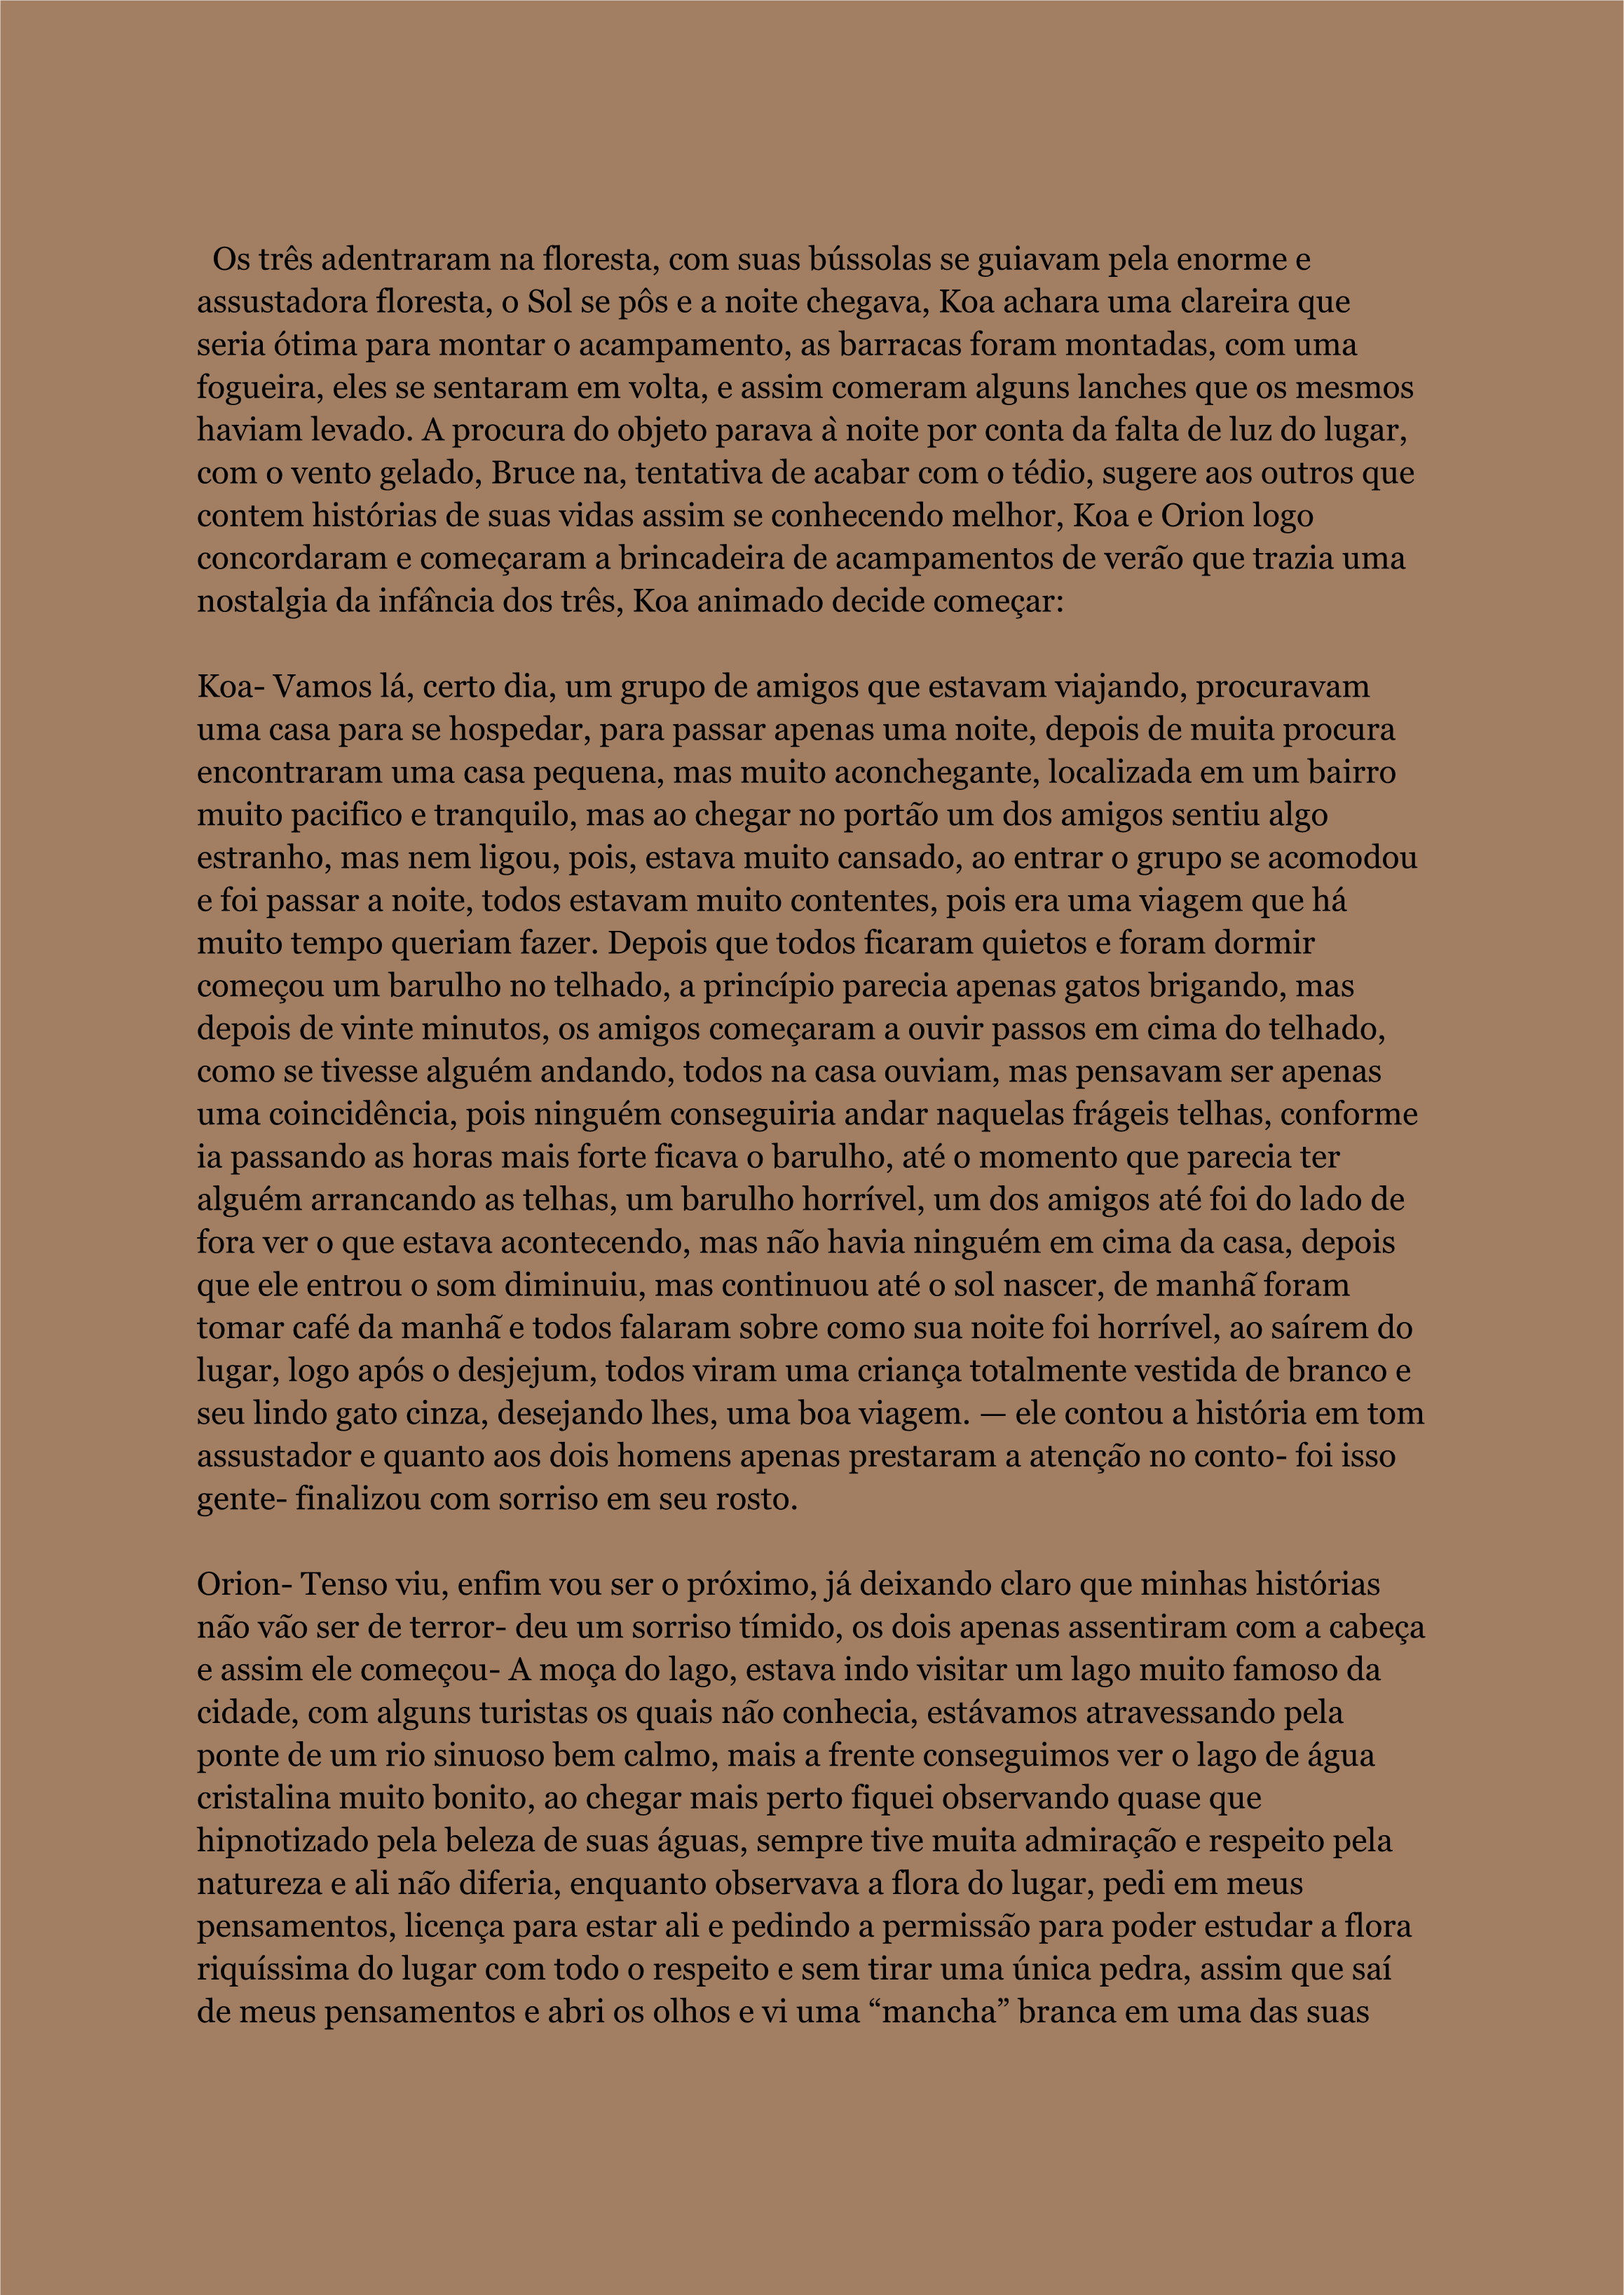 Os três adentraram na floresta, com suas bússolas se guiavam pela enorme e
assustadora floresta, o Sol se pôs e a noite chegava, Koa achara uma clareira que
seria ótima para montar o acampamento, as barracas foram montadas, com uma
fogueira, eles se sentaram em volta, e assim comeram alguns lanches que os mesmos
haviam levado. A procura do objeto parava à noite por conta da falta de luz do lugar,
com o vento gelado, Bruce na, tentativa de acabar com o tédio, sugere aos outros que
contem histórias de suas vidas assim se conhecendo melhor, Koa e Orion logo
concordaram e começaram a brincadeira de acampamentos de verão que trazia uma
nostalgia da infância dos três, Koa animado decide começar:
Koa- Vamos lá, certo dia, um grupo de amigos que estavam viajando, procuravam
uma casa para se hospedar, para passar apenas uma noite, depois de muita procura
encontraram uma casa pequena, mas muito aconchegante, localizada em um bairro
muito pacifico e tranquilo, mas ao chegar no portão um dos amigos sentiu algo
estranho, mas nem ligou, pois, estava muito cansado, ao entrar o grupo se acomodou
e foi passar a noite, todos estavam muito contentes, pois era uma viagem que há
muito tempo queriam fazer. Depois que todos ficaram quietos e foram dormir
começou um barulho no telhado, a princípio parecia apenas gatos brigando, mas
depois de vinte minutos, os amigos começaram a ouvir passos em cima do telhado,
como se tivesse alguém andando, todos na casa ouviam, mas pensavam ser apenas
uma coincidência, pois ninguém conseguiria andar naquelas frágeis telhas, conforme
ia passando as horas mais forte ficava o barulho, até o momento que parecia ter
alguém arrancando as telhas, um barulho horrível, um dos amigos até foi do lado de
fora ver o que estava acontecendo, mas não havia ninguém em cima da casa, depois
que ele entrou o som diminuiu, mas continuou até o sol nascer, de manhã foram
tomar café da manhã e todos falaram sobre como sua noite foi horrível, ao saírem do
lugar, logo após o desjejum, todos viram uma criança totalmente vestida de branco e
seu lindo gato cinza, desejando lhes, uma boa viagem. — ele contou a história em tom
assustador e quanto aos dois homens apenas prestaram a atenção no conto- foi isso
gente- finalizou com sorriso em seu rosto.
Orion- Tenso viu, enfim vou ser o próximo, já deixando claro que minhas histórias
não vão ser de terror- deu um sorriso tímido, os dois apenas assentiram com a cabeça
e assim ele começou- A moça do lago, estava indo visitar um lago muito famoso da
cidade, com alguns turistas os quais não conhecia, estávamos atravessando pela
ponte de um rio sinuoso bem calmo, mais a frente conseguimos ver o lago de água
cristalina muito bonito, ao chegar mais perto fiquei observando quase que
hipnotizado pela beleza de suas águas, sempre tive muita admiração e respeito pela
natureza e ali não diferia, enquanto observava a flora do lugar, pedi em meus
pensamentos, licença para estar ali e pedindo a permissão para poder estudar a flora
riquíssima do lugar com todo o respeito e sem tirar uma única pedra, assim que saí
de meus pensamentos e abri os olhos e vi uma “mancha” branca em uma das suas